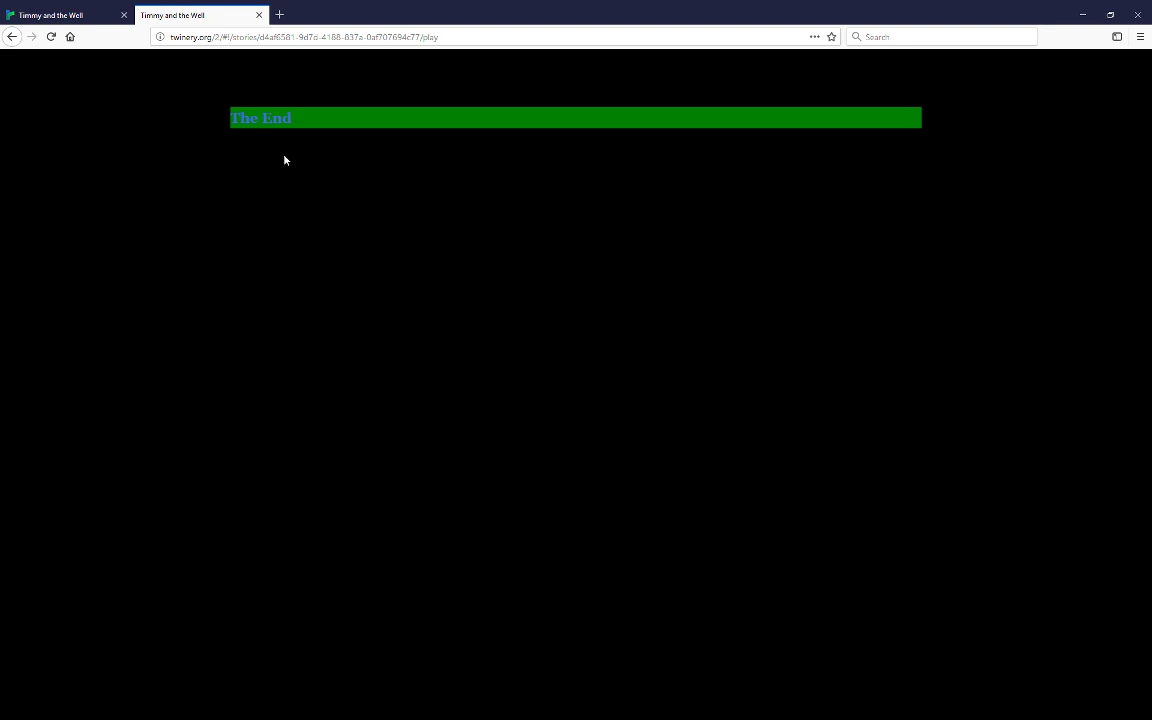 Timmy and the Well
Timmy and the Well
twinery.org/2/#!/stories/d4af6581-9d7d-4188-837a-0af707694c77/play
Search
The End